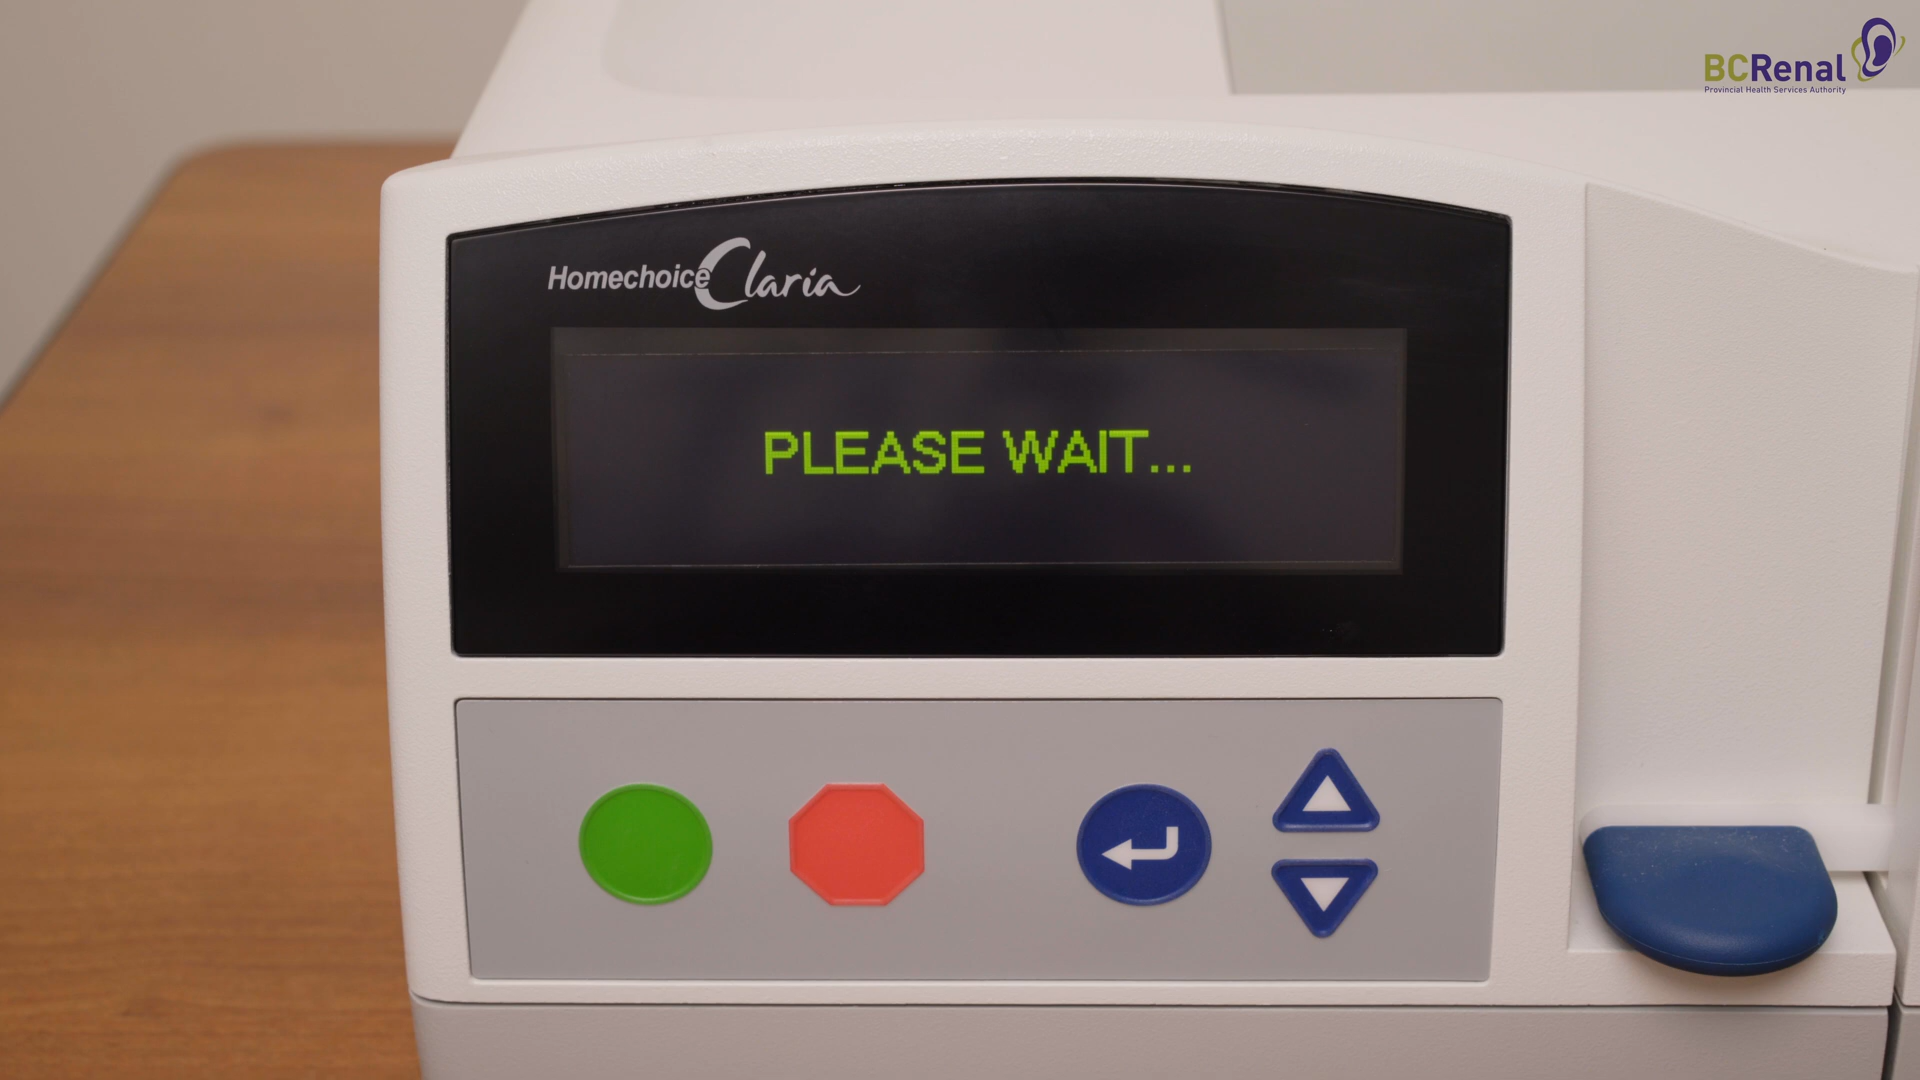 BCRenal
Provincial Health Services Authority
Homechoice Claria
PLEASE WAIT...